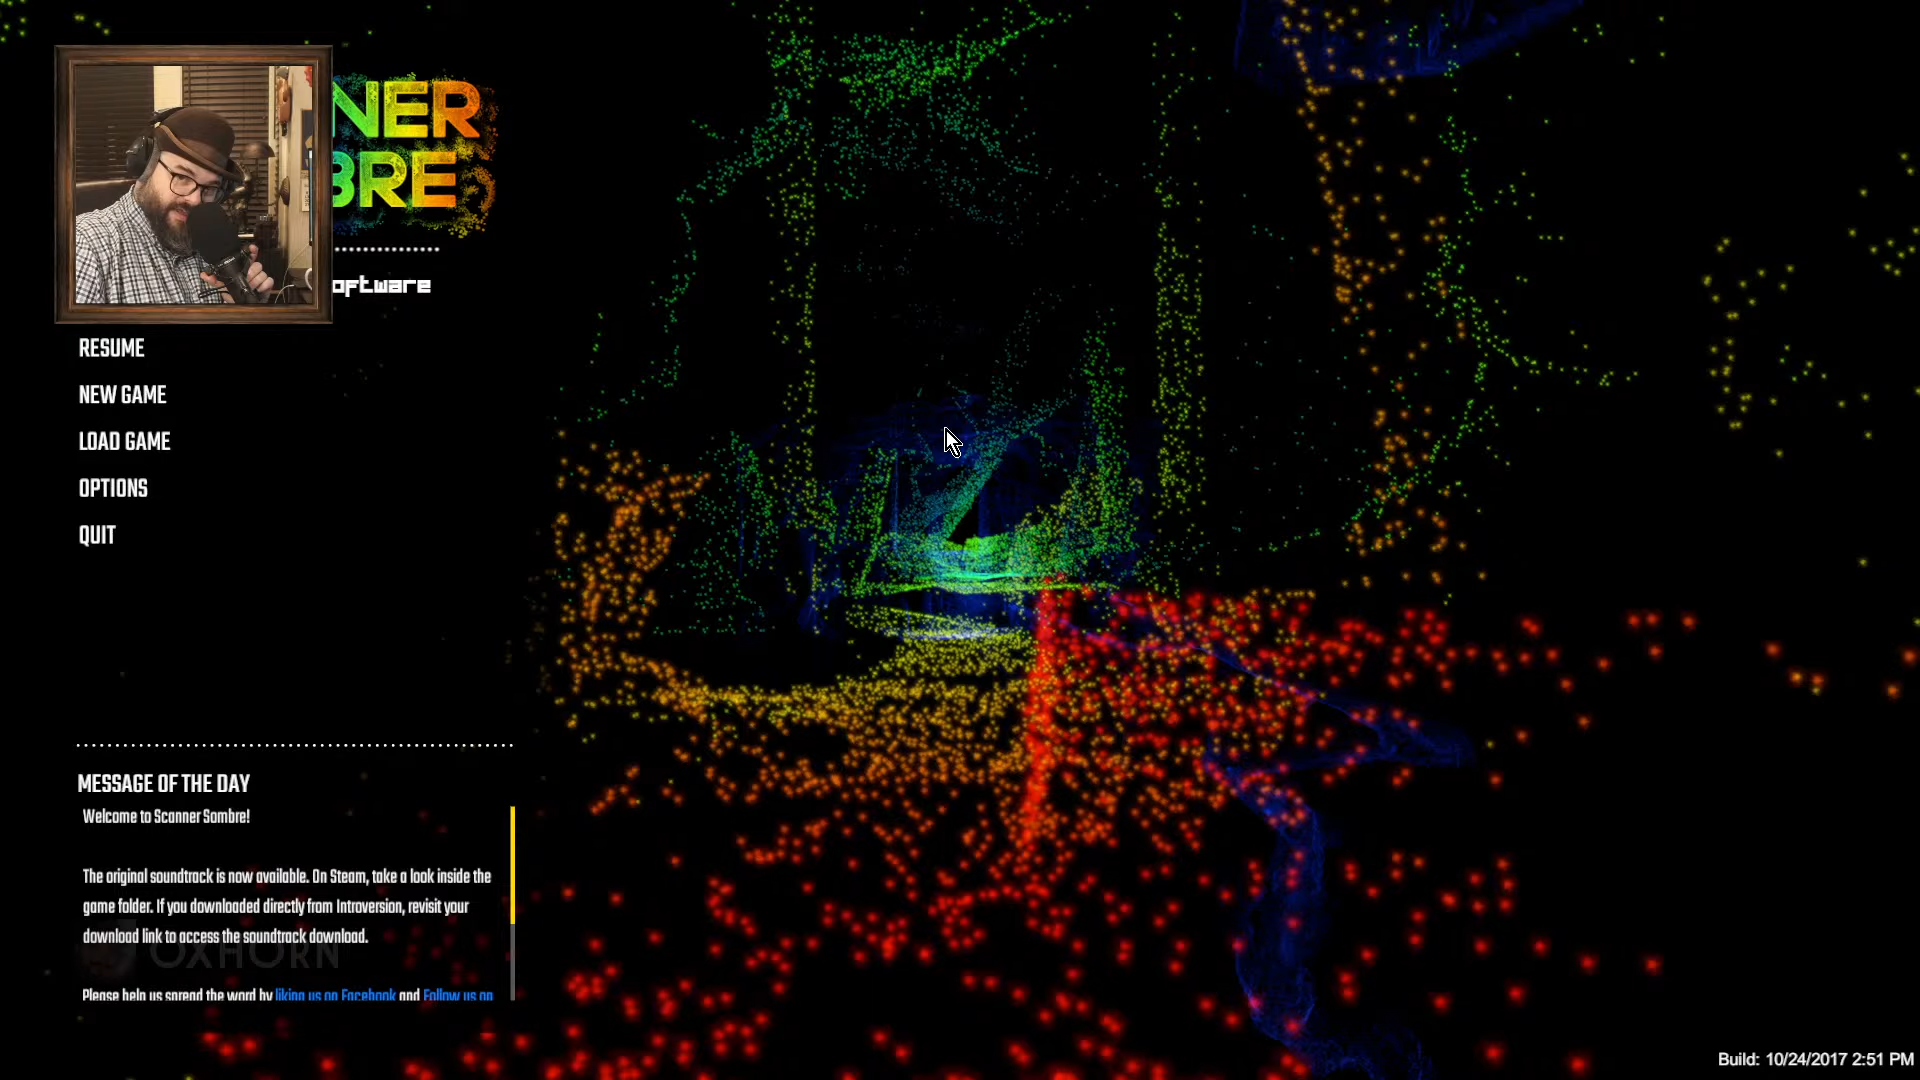 NER
BRE
oftware
RESUME
NEW GAME
LOAD GAME
OPTIONS
QUIT
MESSAGE OF THE DAY
Welcome to Scanner Sombre!
The original soundtrack is now available. On Steam, take a look inside the
game folder. If you downloaded directly from Introversion, revisit your
download link to access the soundtrack download.
OXHORN
Please help us spread the word by liking us on Facebook and Follow us on
Build: 10/24/2017 2:51 PM